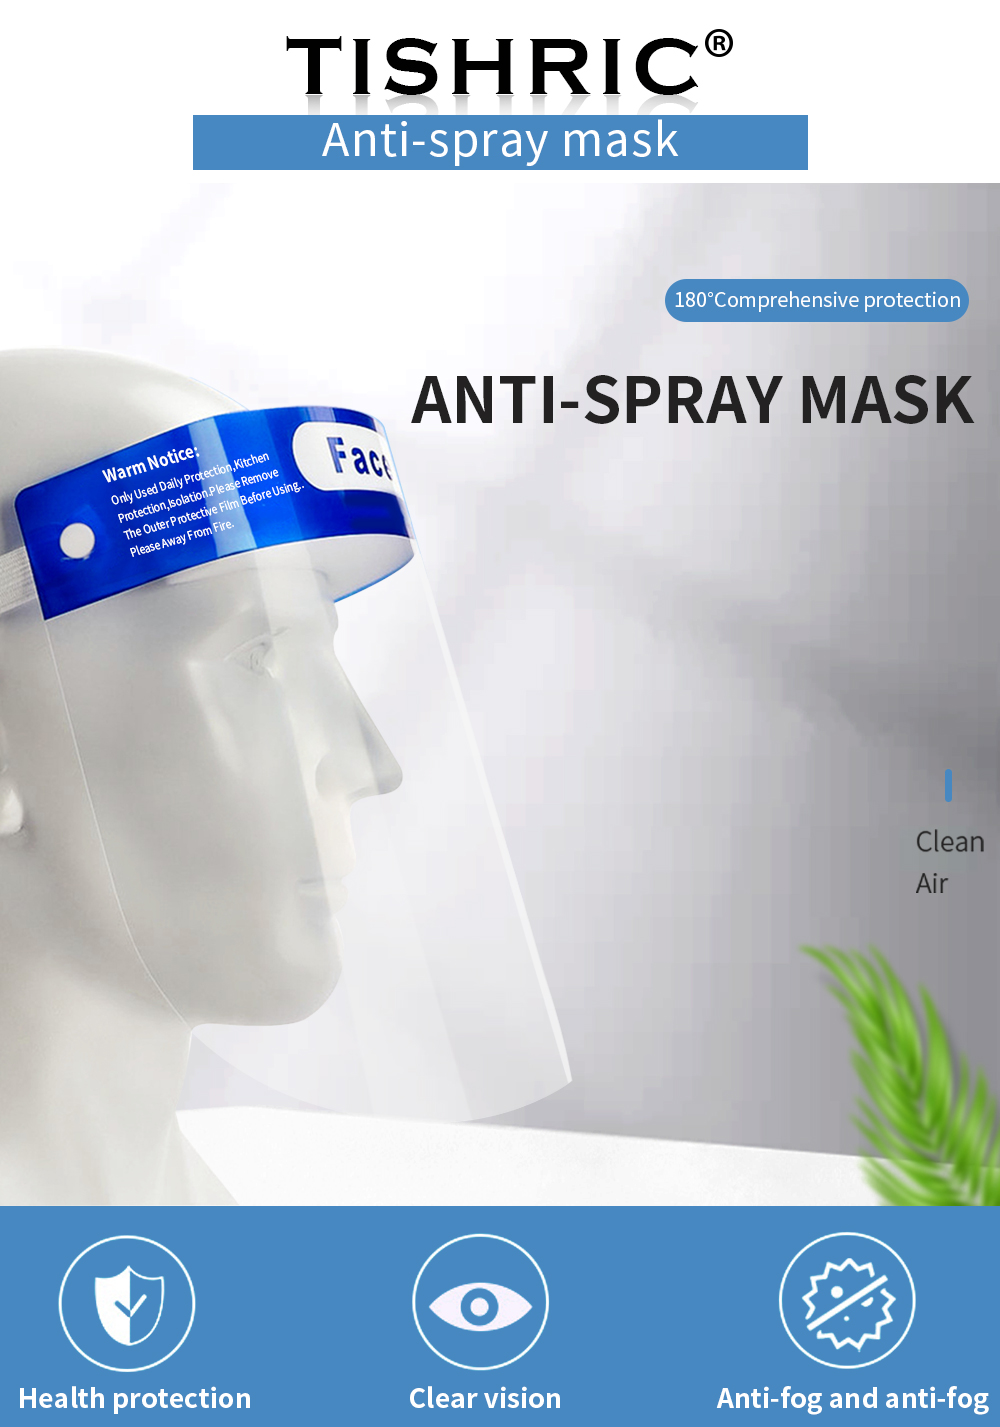 TISHRIC®
Anti-spray mask
180°Comprehensive protection
ANTI-SPRAY MASK
Warm Notice:
Only Used Daily Protection,Kitchen
Protection,Isolation.Please Remove
The Outer Protective Film Before Using..
Please Away From Fire.
Face
Clean
Air
Health protection
Clear vision
Anti-fog and anti-fog